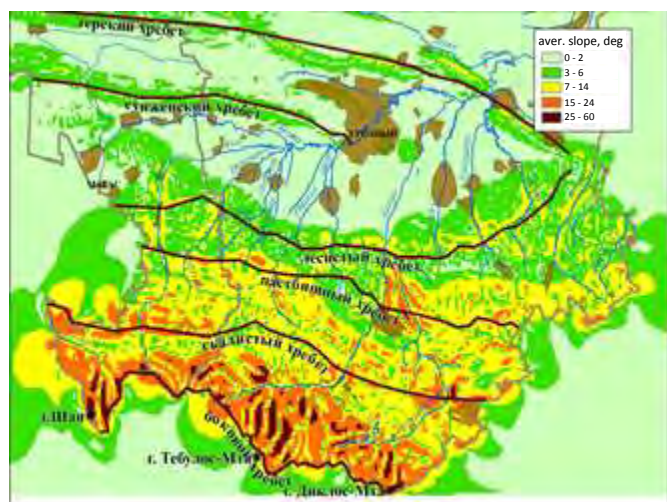 терский хребет
aver. slope, deg
0 - 2
3 - 6
7 - 14
15 - 24
25 - 60
сунженский хребет
лесистый хребет
пастбищный хребет
скалистый хребет
г.Шан
боковой хребет
г. Тебулос-Мта
г. Диклос-Мта